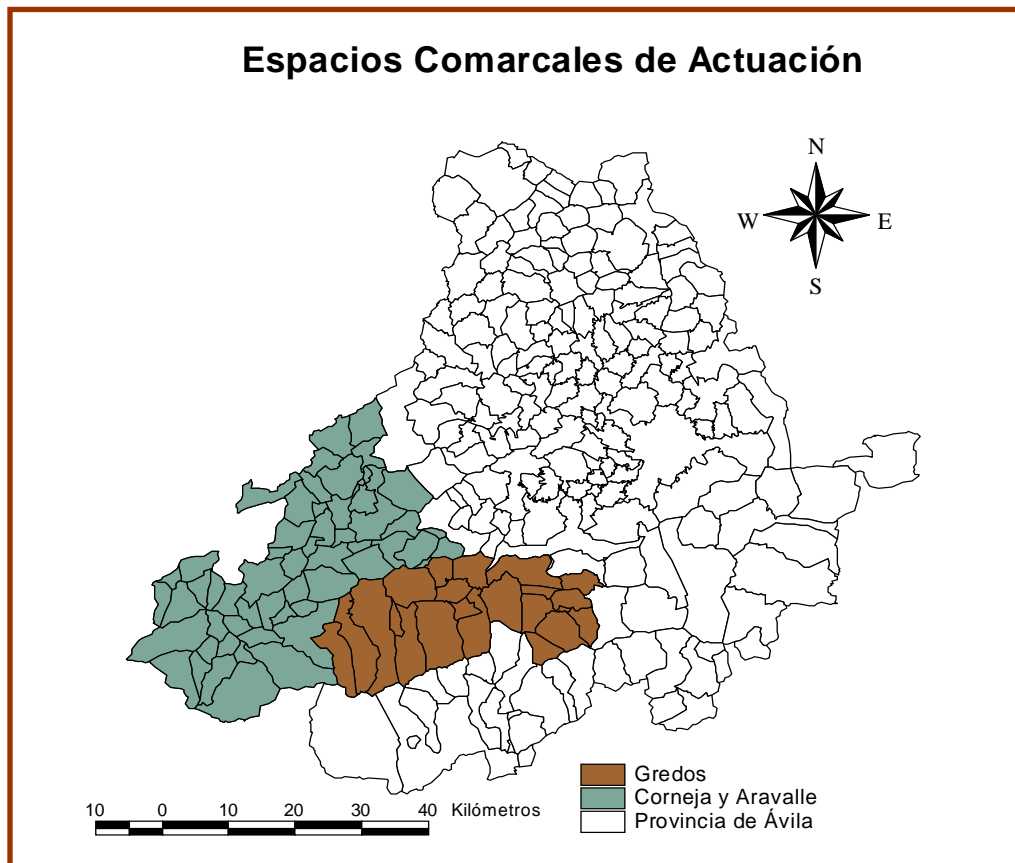 Espacios Comarcales de Actuación
N
W E
S
Gredos
Corneja y Aravalle
Provincia de Ávila
10 0 10 20 30 40 Kilómetros